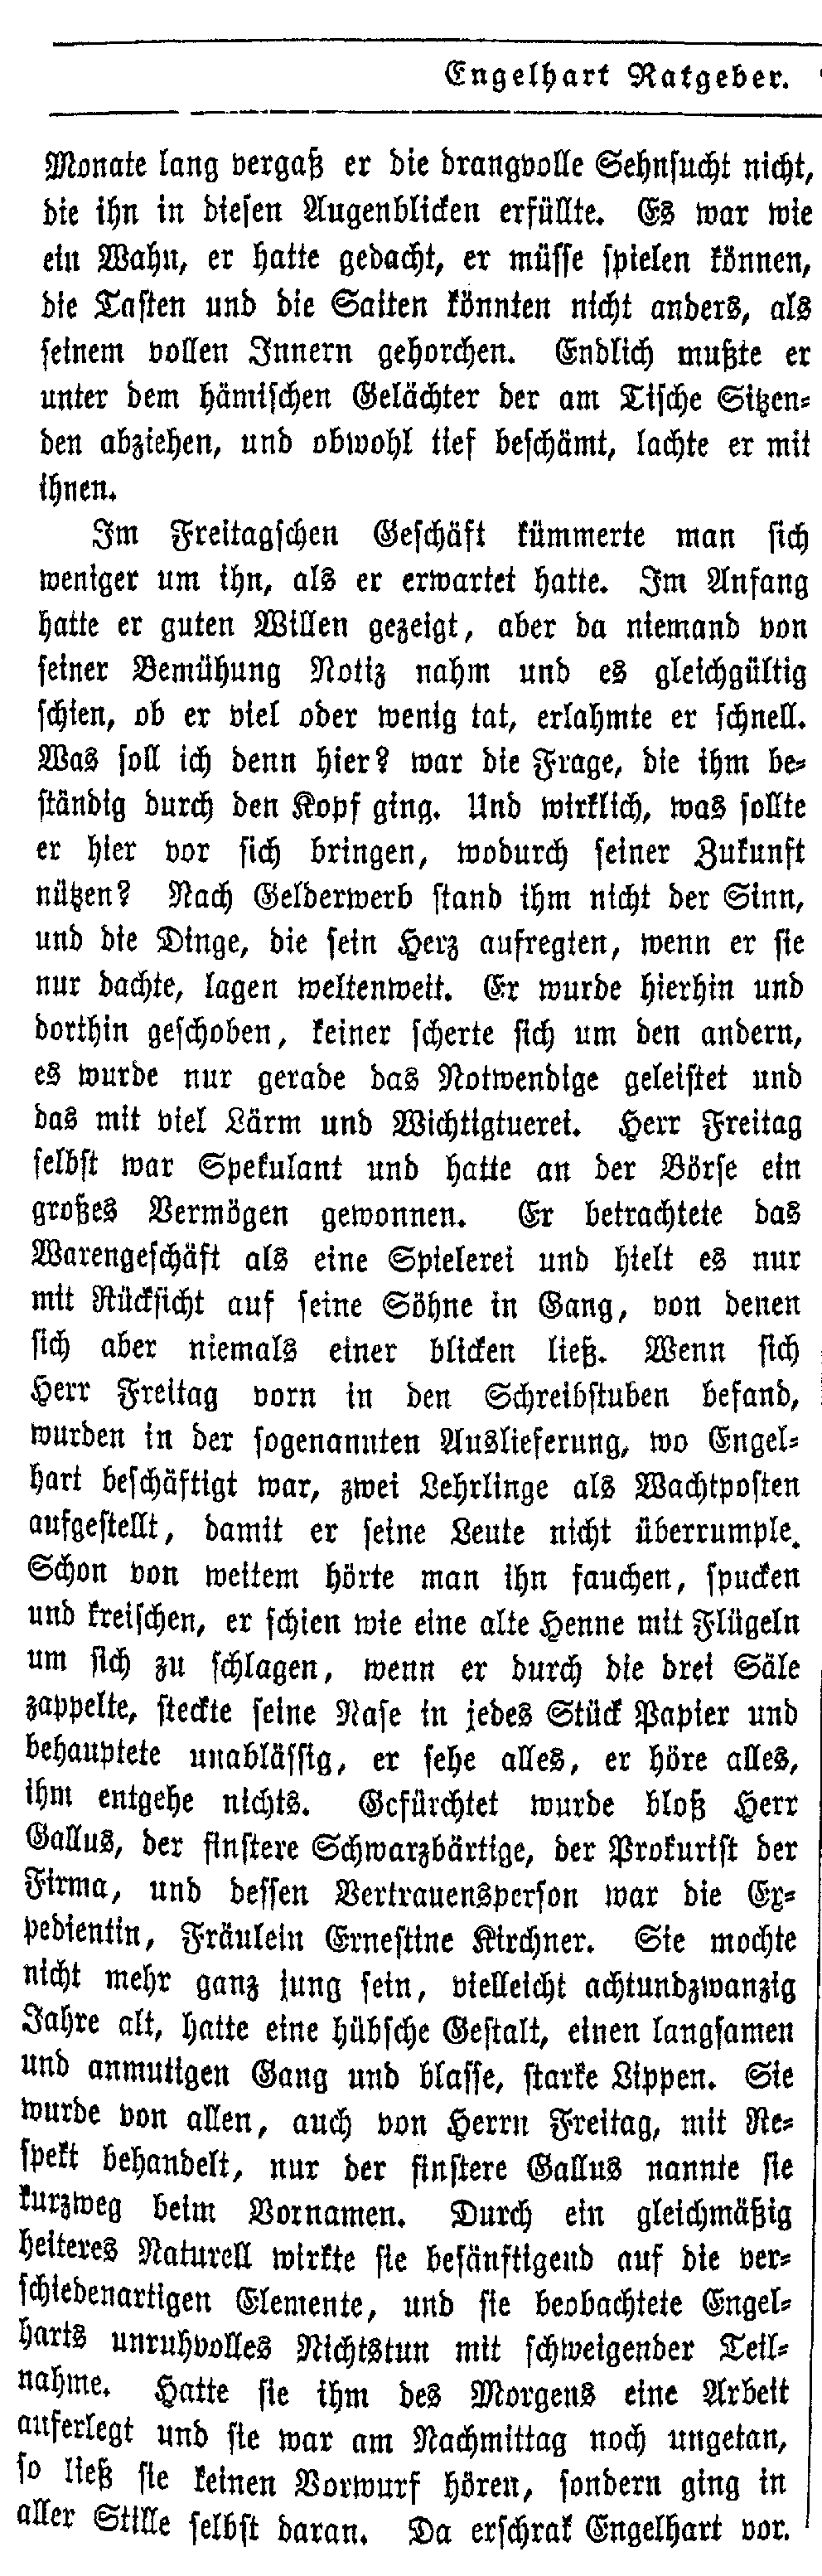 Engelhart Ratgeber.
Monate lang vergaß er die drangvolle Sehnsucht nicht,
die ihn in diesen Augenblicken erfüllte. Es war wie
ein Wahn, er hatte gedacht, er müsse spielen können,
die Tasten und die Saiten könnten nicht anders, als
seinem vollen Innern gehorchen. Endlich mußte er
unter dem hämischen Gelächter der am Tische Sitzen-
den abziehen, und obwohl tief beschämt, lachte er mit
ihnen.
Im Freitagschen Geschäft kümmerte man sich
weniger um ihn, als er erwartet hatte. Im Anfang
hatte er guten Willen gezeigt, aber da niemand von
seiner Bemühung Notiz nahm und es gleichgültig
schien, ob er viel oder wenig tat, erlahmte er schnell.
Was soll ich denn hier? war die Frage, die ihm be-
ständig durch den Kopf ging. Und wirklich, was sollte
er hier vor sich bringen, wodurch seiner Zukunft
nützen? Nach Gelderwerb stand ihm nicht der Sinn,
und die Dinge, die sein Herz aufregten, wenn er sie
nur dachte, lagen weltenweit. Er wurde hierhin und
dorthin geschoben, keiner scherte sich um den andern,
es wurde nur gerade das Notwendige geleistet und
das mit viel Lärm und Wichtigtuerei. Herr Freitag
selbst war Spekulant und hatte an der Börse ein
großes Vermögen gewonnen. Er betrachtete das
Warengeschäft als eine Spielerei und hielt es nur
mit Rücksicht auf seine Söhne in Gang, von denen
sich aber niemals einer blicken ließ. Wenn sich
Herr Freitag vorn in den Schreibstuben befand,
wurden in der sogenannten Auslieferung, wo Engel-
hart beschäftigt war, zwei Lehrlinge als Wachtposten
aufgestellt, damit er seine Leute nicht überrumple.
Schon von weitem hörte man ihn fauchen, spucken
und kreischen, er schien wie eine alte Henne mit Flügeln
um sich zu schlagen, wenn er durch die drei Säle
zappelte, steckte seine Nase in jedes Stück Papier und
behauptete unablässig, er sehe alles, er höre alles,
ihm entgehe nichts. Gefürchtet wurde bloß Herr
Gallus, der finstere Schwarzbärtige, der Prokurist der
Firma, und dessen Vertrauensperson war die Ex-
pedientin, Fräulein Ernestine Kirchner. Sie mochte
nicht mehr ganz jung sein, vielleicht achtundzwanzig
Jahre alt, hatte eine hübsche Gestalt, einen langsamen
und anmutigen Gang und blasse, starke Lippen. Sie
wurde von allen, auch von Herrn Freitag, mit Re-
spekt behandelt, nur der finstere Gallus nannte sie
kurzweg beim Vornamen. Durch ein gleichmäßig
heiteres Naturell wirkte sie besänftigend auf die ver-
schiedenartigen Elemente, und sie beobachtete Engel-
harts unruhvolles Nichtstun mit schweigender Teil-
nahme. Hatte sie ihm des Morgens eine Arbeit
auferlegt und sie war am Nachmittag noch ungetan,
so ließ sie keinen Vorwurf hören, sondern ging in
aller Stille selbst daran. Da erschrak Engelhart vor.